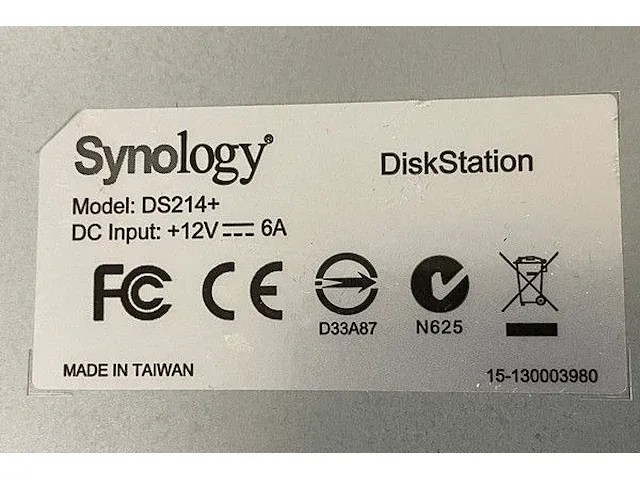 Synology®
DiskStation
Model: DS214+
DC Input: +12V⎓6A
FC CE
D33A87
N625
MADE IN TAIWAN
15-130003980